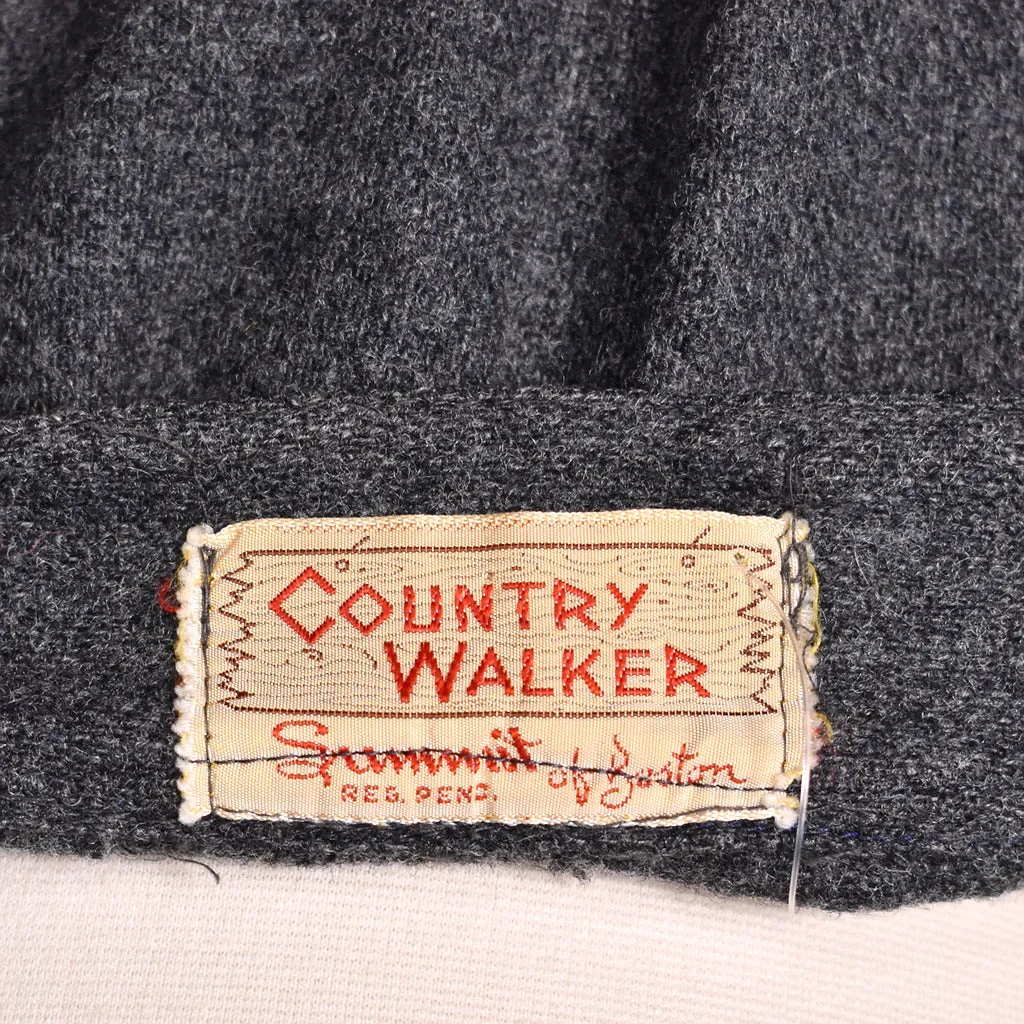 COUNTRY
WALKER
Summit of Boston
REG. PEND.